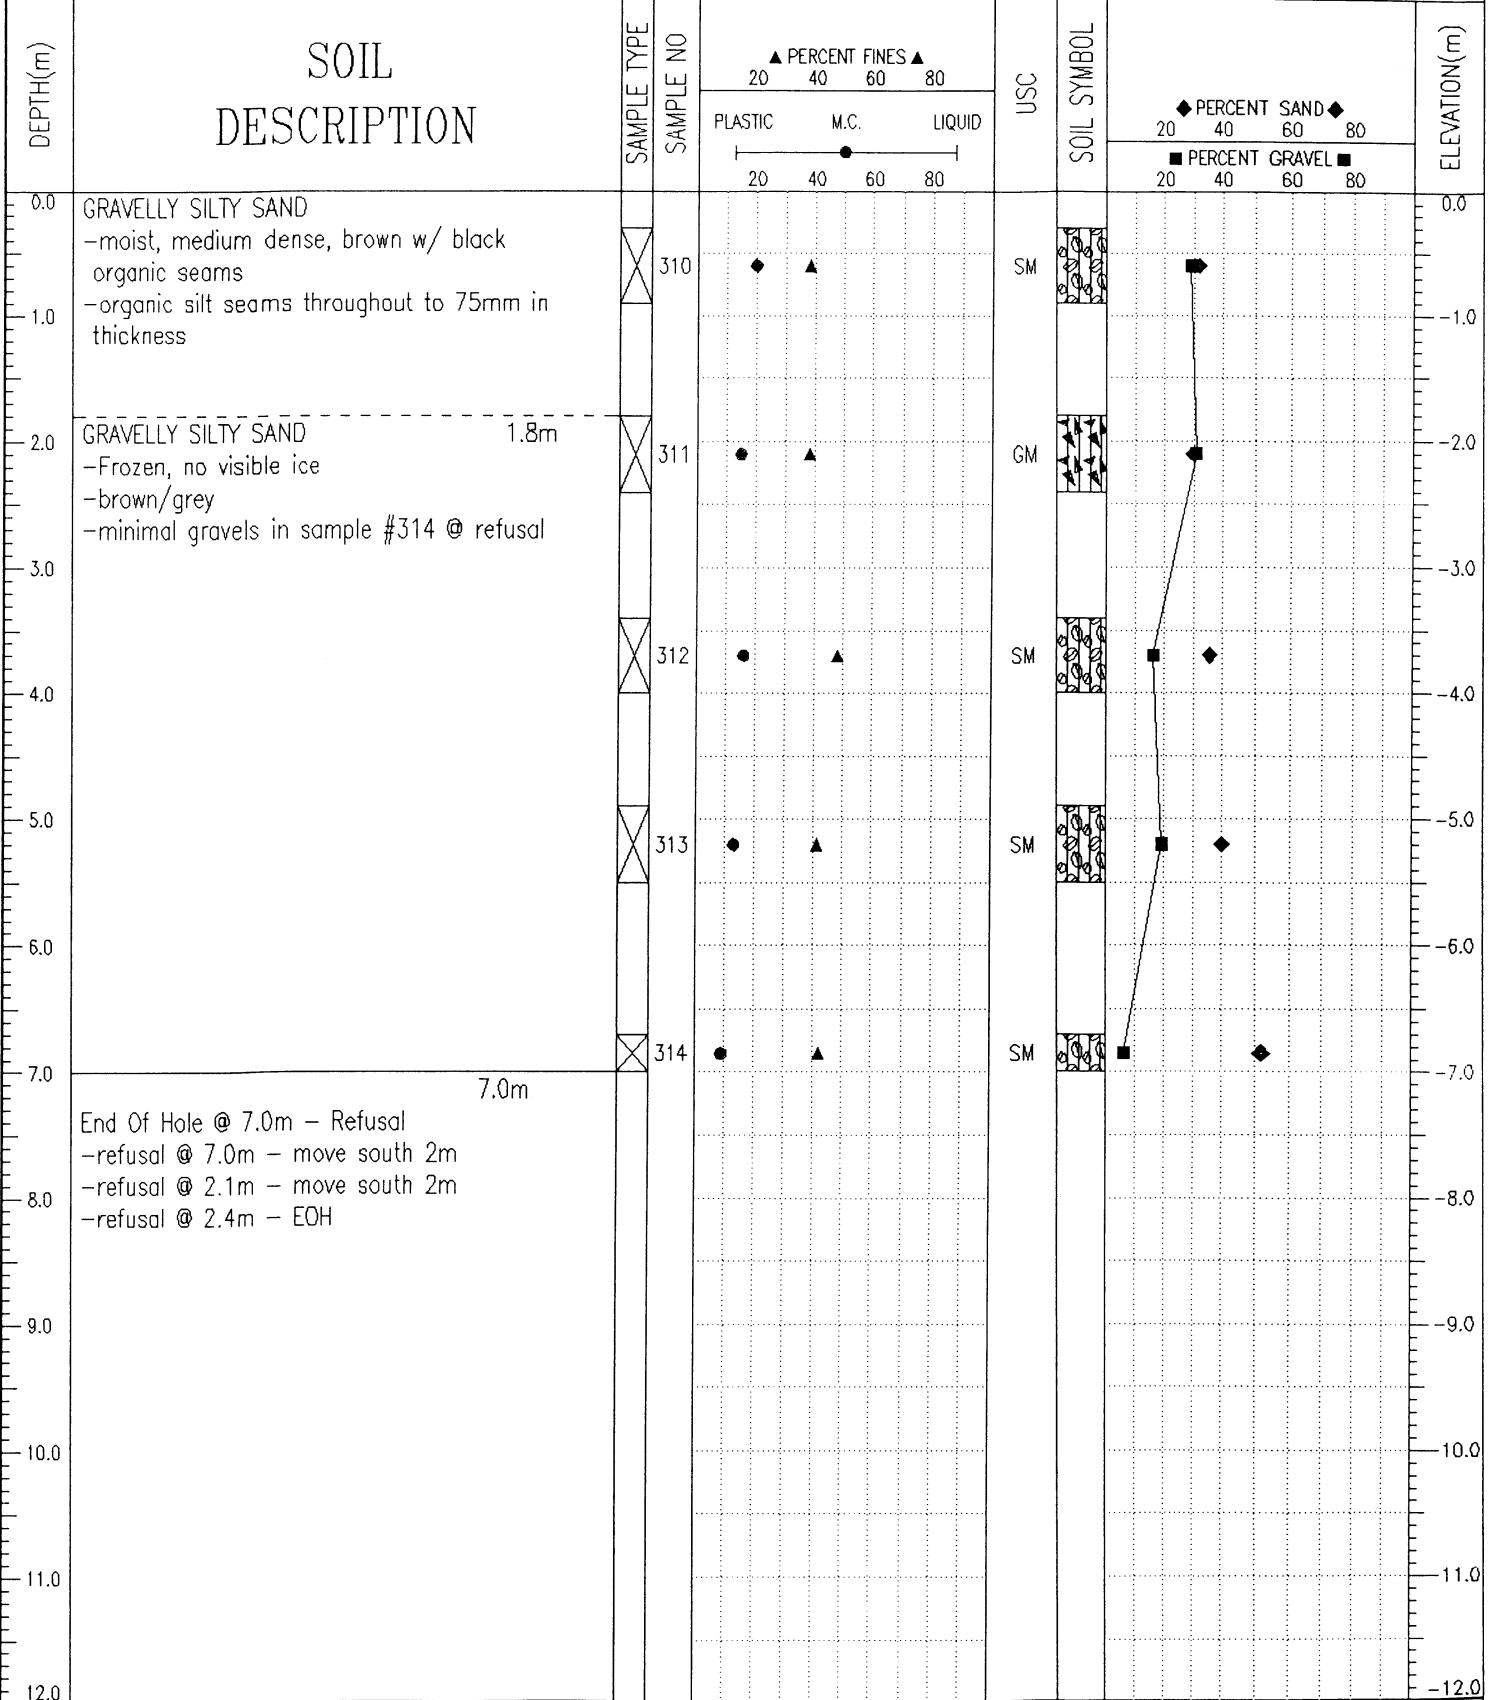 DEPTH(m)
SOIL
DESCRIPTION
SAMPLE TYPE
SAMPLE NO
▲ PERCENT FINES ▲
20 40 60 80
PLASTIC M.C. LIQUID
20 40 60 80
USC
SOIL SYMBOL
◆ PERCENT SAND ◆
20 40 60 80
■ PERCENT GRAVEL ■
20 40 60 80
ELEVATION(m)
0.0
GRAVELLY SILTY SAND
-moist, medium dense, brown w/ black
organic seams
-organic silt seams throughout to 75mm in
thickness
310
SM
0.0
1.0
-1.0
GRAVELLY SILTY SAND 1.8m
-Frozen, no visible ice
-brown/grey
-minimal gravels in sample #314 @ refusal
2.0
311
GM
-2.0
3.0
-3.0
312
SM
4.0
-4.0
5.0
-5.0
313
SM
6.0
-6.0
314
SM
7.0
-7.0
7.0m
End Of Hole @ 7.0m - Refusal
-refusal @ 7.0m - move south 2m
-refusal @ 2.1m - move south 2m
-refusal @ 2.4m - EOH
8.0
-8.0
9.0
-9.0
10.0
-10.0
11.0
-11.0
12.0
-12.0